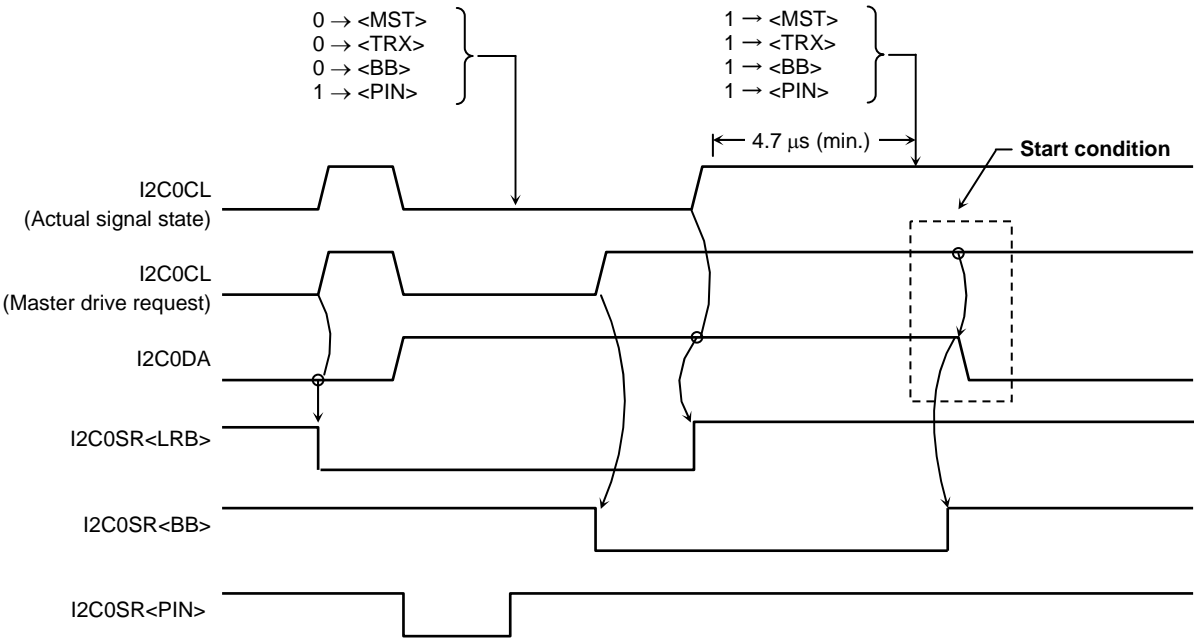 0 → <MST>
0 → <TRX>
0 → <BB>
1 → <PIN>
1 → <MST>
1 → <TRX>
1 → <BB>
1 → <PIN>
4.7 μs (min.)
Start condition
I2C0CL
(Actual signal state)
I2C0CL
(Master drive request)
I2C0DA
I2C0SR<LRB>
I2C0SR<BB>
I2C0SR<PIN>